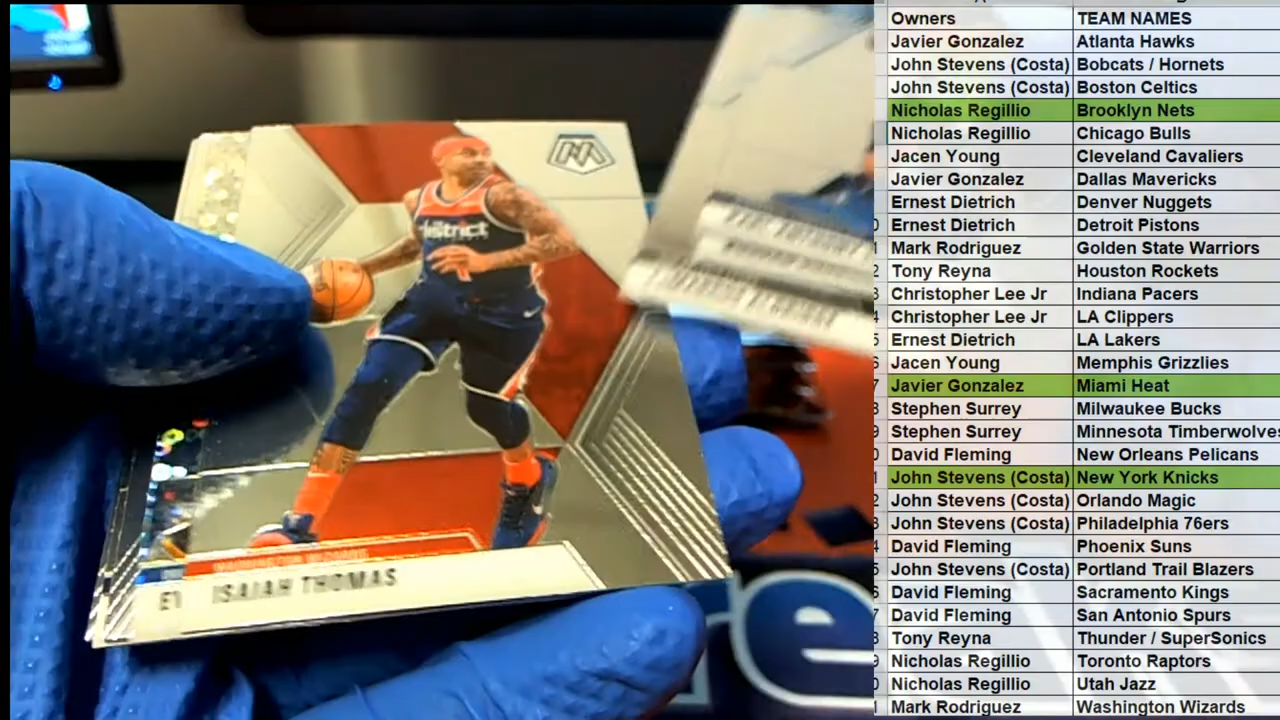 district
WASHINGTON WIZARDS
ISAIAH THOMAS
Owners TEAM NAMES
Javier Gonzalez Atlanta Hawks
John Stevens (Costa) Bobcats / Hornets
John Stevens (Costa) Boston Celtics
Nicholas Regillio Brooklyn Nets
Nicholas Regillio Chicago Bulls
Jacen Young Cleveland Cavaliers
Javier Gonzalez Dallas Mavericks
Ernest Dietrich Denver Nuggets
Ernest Dietrich Detroit Pistons
Mark Rodriguez Golden State Warriors
Tony Reyna Houston Rockets
Christopher Lee Jr Indiana Pacers
Christopher Lee Jr LA Clippers
Ernest Dietrich LA Lakers
Jacen Young Memphis Grizzlies
Javier Gonzalez Miami Heat
Stephen Surrey Milwaukee Bucks
Stephen Surrey Minnesota Timberwolves
David Fleming New Orleans Pelicans
John Stevens (Costa) New York Knicks
John Stevens (Costa) Orlando Magic
John Stevens (Costa) Philadelphia 76ers
David Fleming Phoenix Suns
John Stevens (Costa) Portland Trail Blazers
David Fleming Sacramento Kings
David Fleming San Antonio Spurs
Tony Reyna Thunder / SuperSonics
Nicholas Regillio Toronto Raptors
Nicholas Regillio Utah Jazz
Mark Rodriguez Washington Wizards